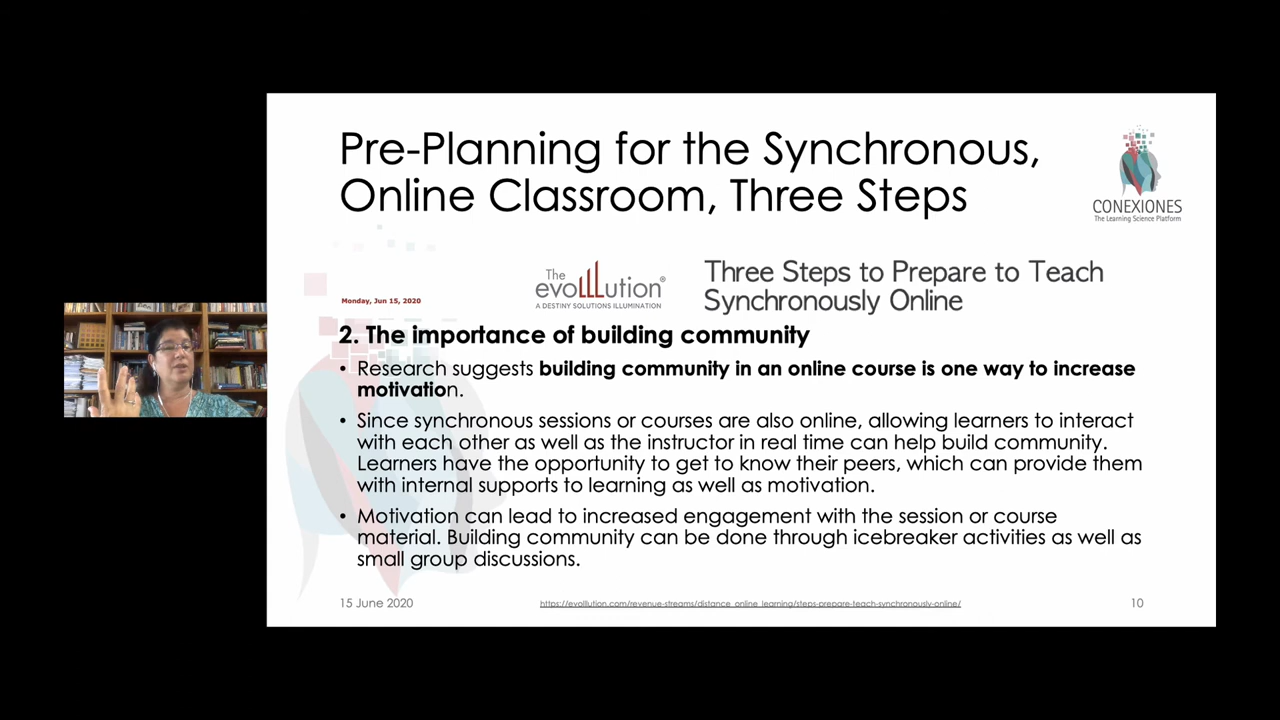 Pre-Planning for the Synchronous,
Online Classroom, Three Steps
CONEXIONES
The Learning Science Platform
The
evoLLLution®
A DESTINY SOLUTIONS ILLUMINATION
Three Steps to Prepare to Teach
Synchronously Online
Monday, Jun 15, 2020
2. The importance of building community
• Research suggests building community in an online course is one way to increase
motivation.
• Since synchronous sessions or courses are also online, allowing learners to interact
with each other as well as the instructor in real time can help build community.
Learners have the opportunity to get to know their peers, which can provide them
with internal supports to learning as well as motivation.
• Motivation can lead to increased engagement with the session or course
material. Building community can be done through icebreaker activities as well as
small group discussions.
15 June 2020
https://evolllution.com/revenue-streams/distance_online_learning/steps-prepare-teach-synchronously-online/
10